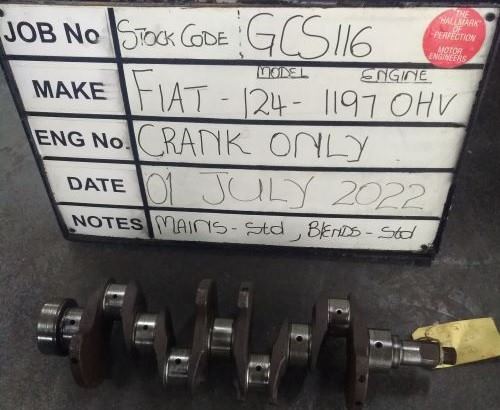 JOB No STOCK CODE : GCS116
MODEL ENGINE
MAKE FIAT - 124 - 1197 OHV
ENG No. CRANK ONLY
DATE 01 JULY 2022
NOTES MAINS - Std , BENDS - Std
THE
"HALLMARK"
OF
PERFECTION
MOTOR
ENGINEERS